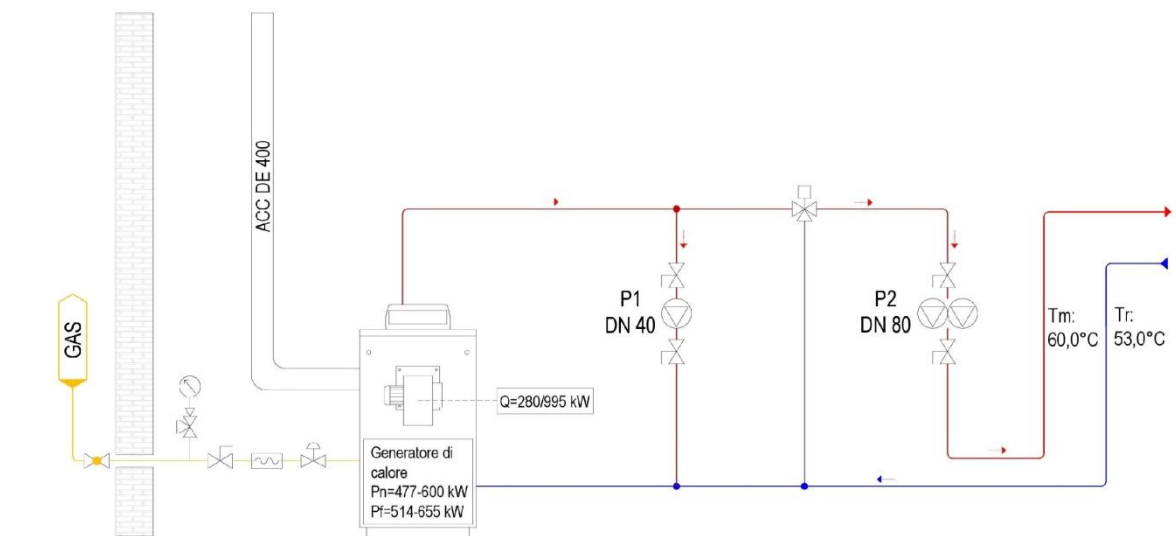 ACC DE 400
GAS
P1
DN 40
P2
DN 80
Tm:
60,0°C
Tr:
53,0°C
Q=280/995 kW
Generatore di
calore
Pn=477-600 kW
Pf=514-655 kW